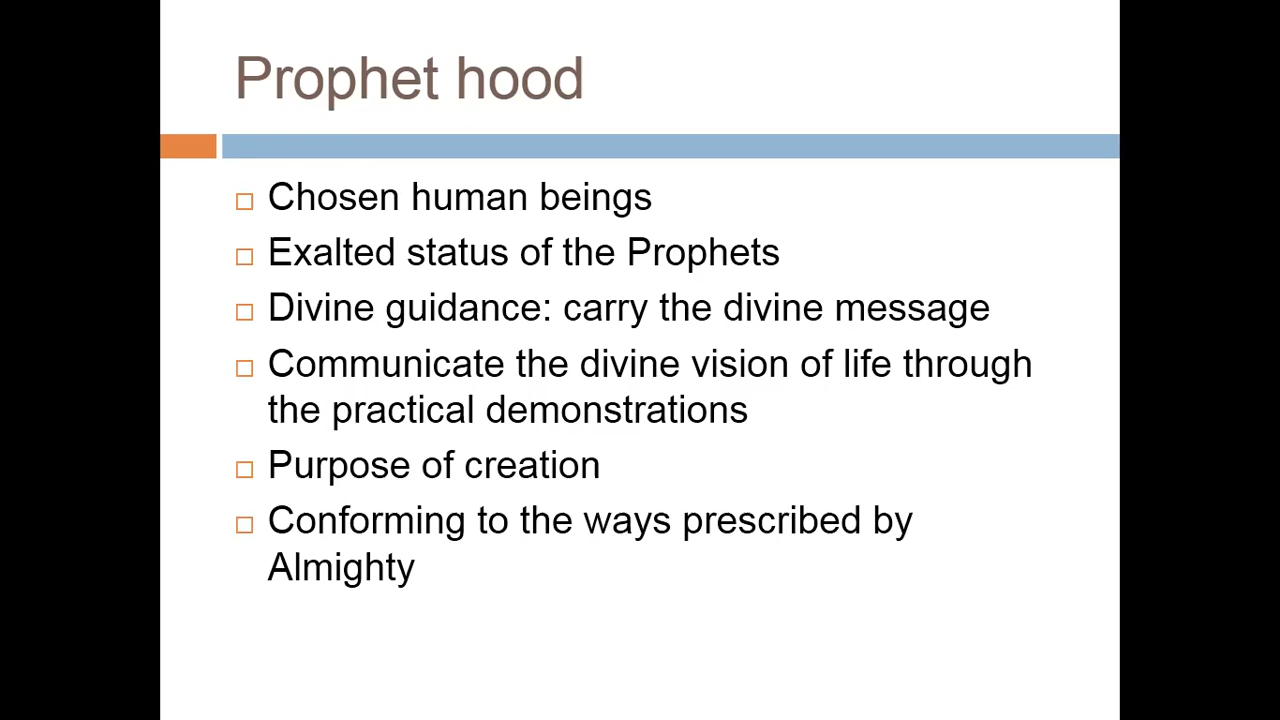 Prophet hood
Chosen human beings
Exalted status of the Prophets
Divine guidance: carry the divine message
Communicate the divine vision of life through
the practical demonstrations
Purpose of creation
Conforming to the ways prescribed by
Almighty